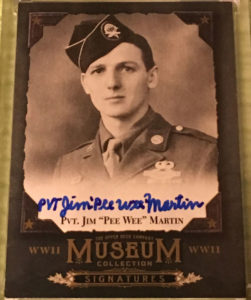 PVT Jim "Pee Wee" Martin
PVT. JIM "PEE WEE" MARTIN
THE UPPER DECK COMPANY
WWII MUSEUM WWII
COLLECTION
SIGNATURES